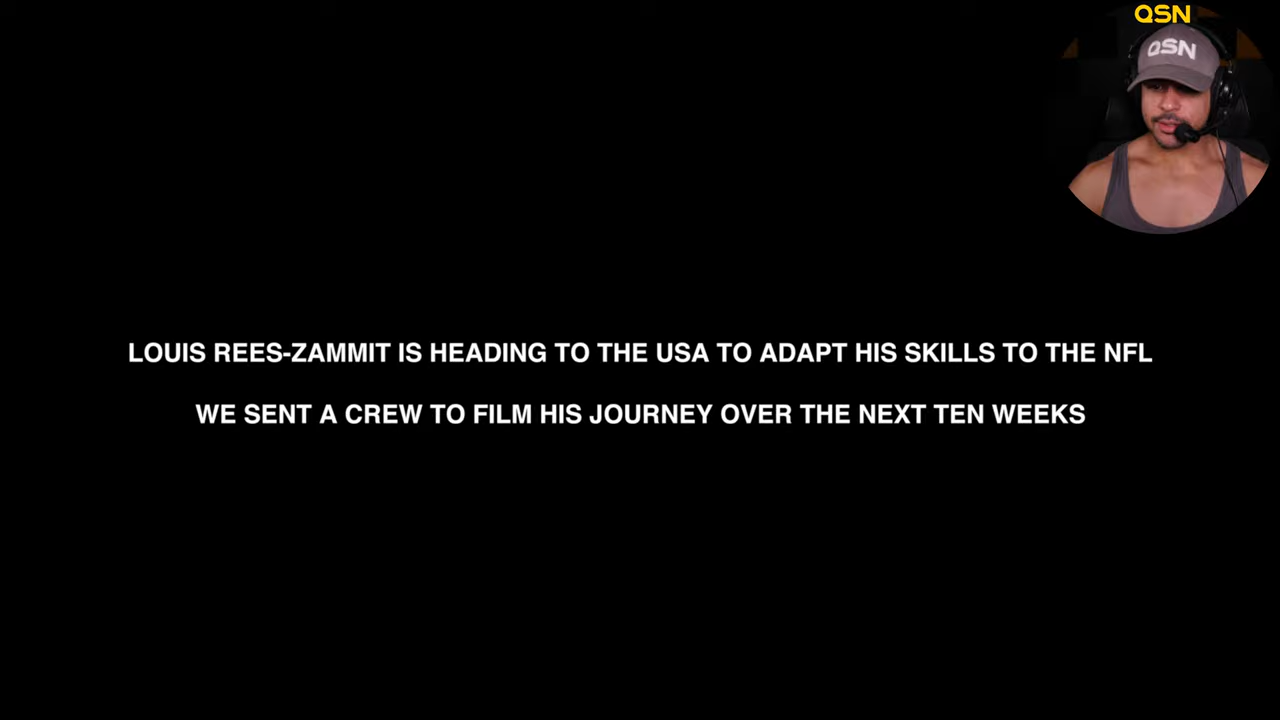 QSN
QSN
LOUIS REES-ZAMMIT IS HEADING TO THE USA TO ADAPT HIS SKILLS TO THE NFL
WE SENT A CREW TO FILM HIS JOURNEY OVER THE NEXT TEN WEEKS